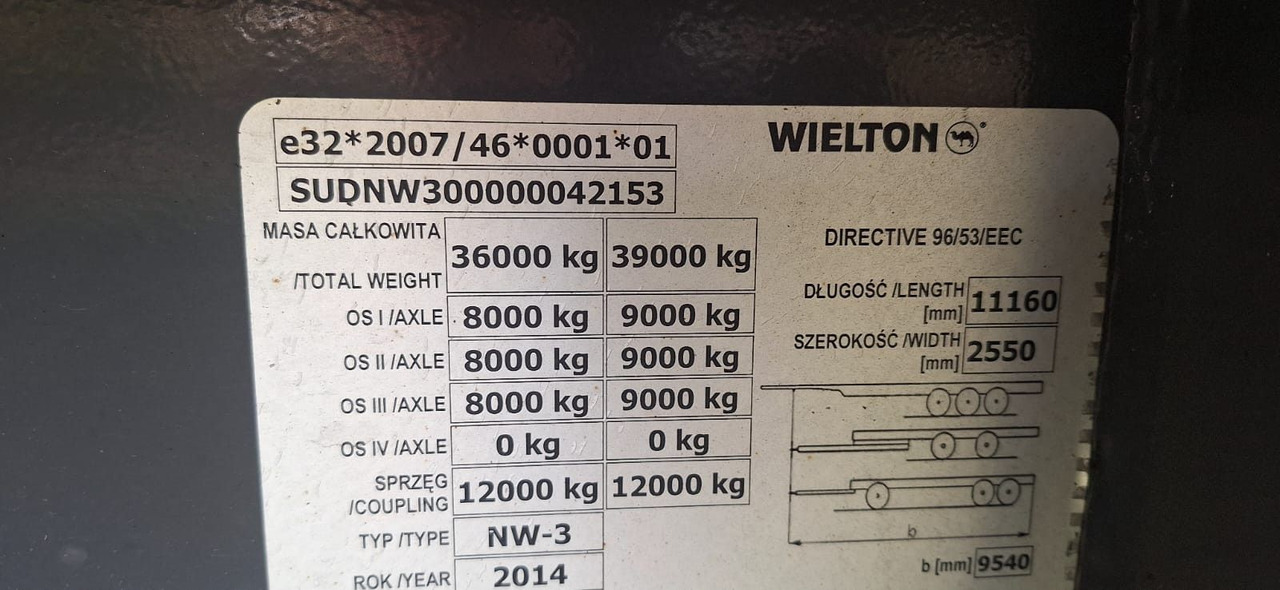 e32*2007/46*0001*01
SUDNW300000042153
MASA CAŁKOWITA
/TOTAL WEIGHT
36000 kg 39000 kg
OS I /AXLE 8000 kg 9000 kg
OS II /AXLE 8000 kg 9000 kg
OS III /AXLE 8000 kg 9000 kg
OS IV /AXLE 0 kg 0 kg
SPRZĘG
/COUPLING 12000 kg 12000 kg
TYP /TYPE NW-3
ROK /YEAR 2014
WIELTON ®
DIRECTIVE 96/53/EEC
DŁUGOŚĆ /LENGTH
[mm] 11160
SZEROKOŚĆ /WIDTH
[mm] 2550
b
b [mm] 9540